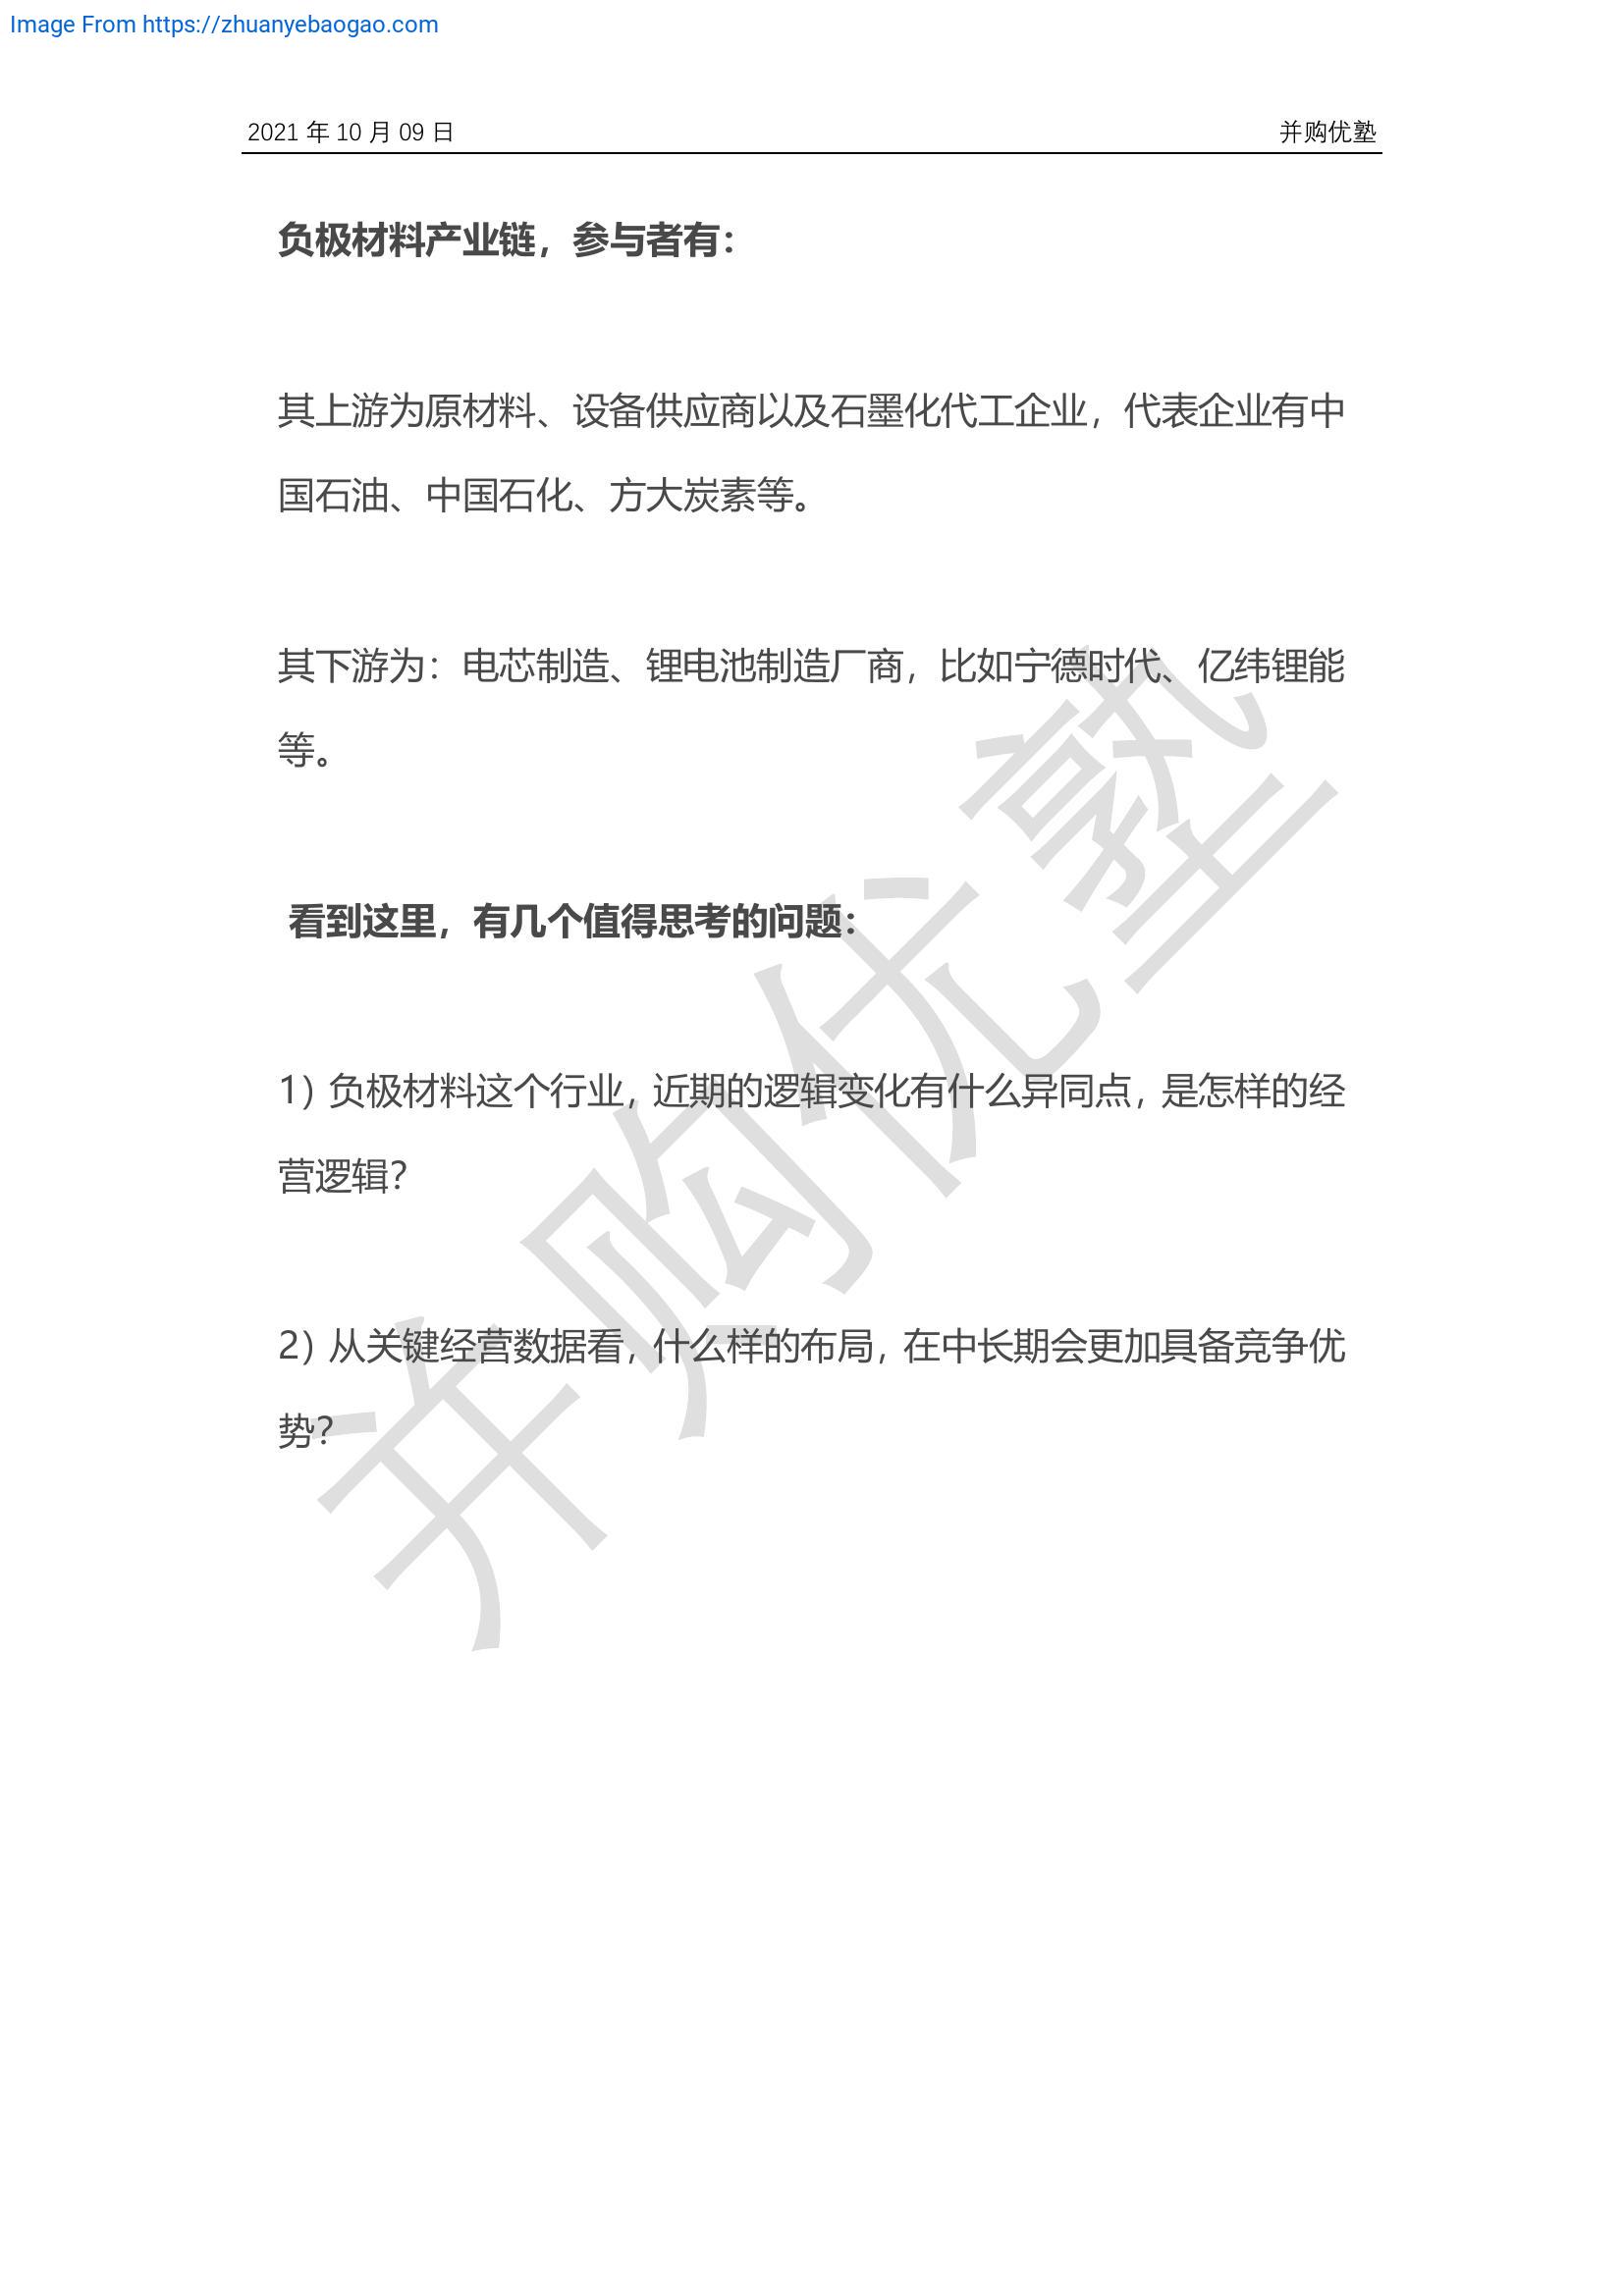 Image From https://zhuanyebaogao.com
2021 年 10 月 09 日 并购优塾
负极材料产业链，参与者有：
其上游为原材料、设备供应商以及石墨化代工企业，代表企业有中
国石油、中国石化、方大炭素等。
其下游为：电芯制造、锂电池制造厂商，比如宁德时代、亿纬锂能
等。
看到这里，有几个值得思考的问题：
1）负极材料这个行业，近期的逻辑变化有什么异同点，是怎样的经
营逻辑？
2）从关键经营数据看，什么样的布局，在中长期会更加具备竞争优
势？
并购优塾